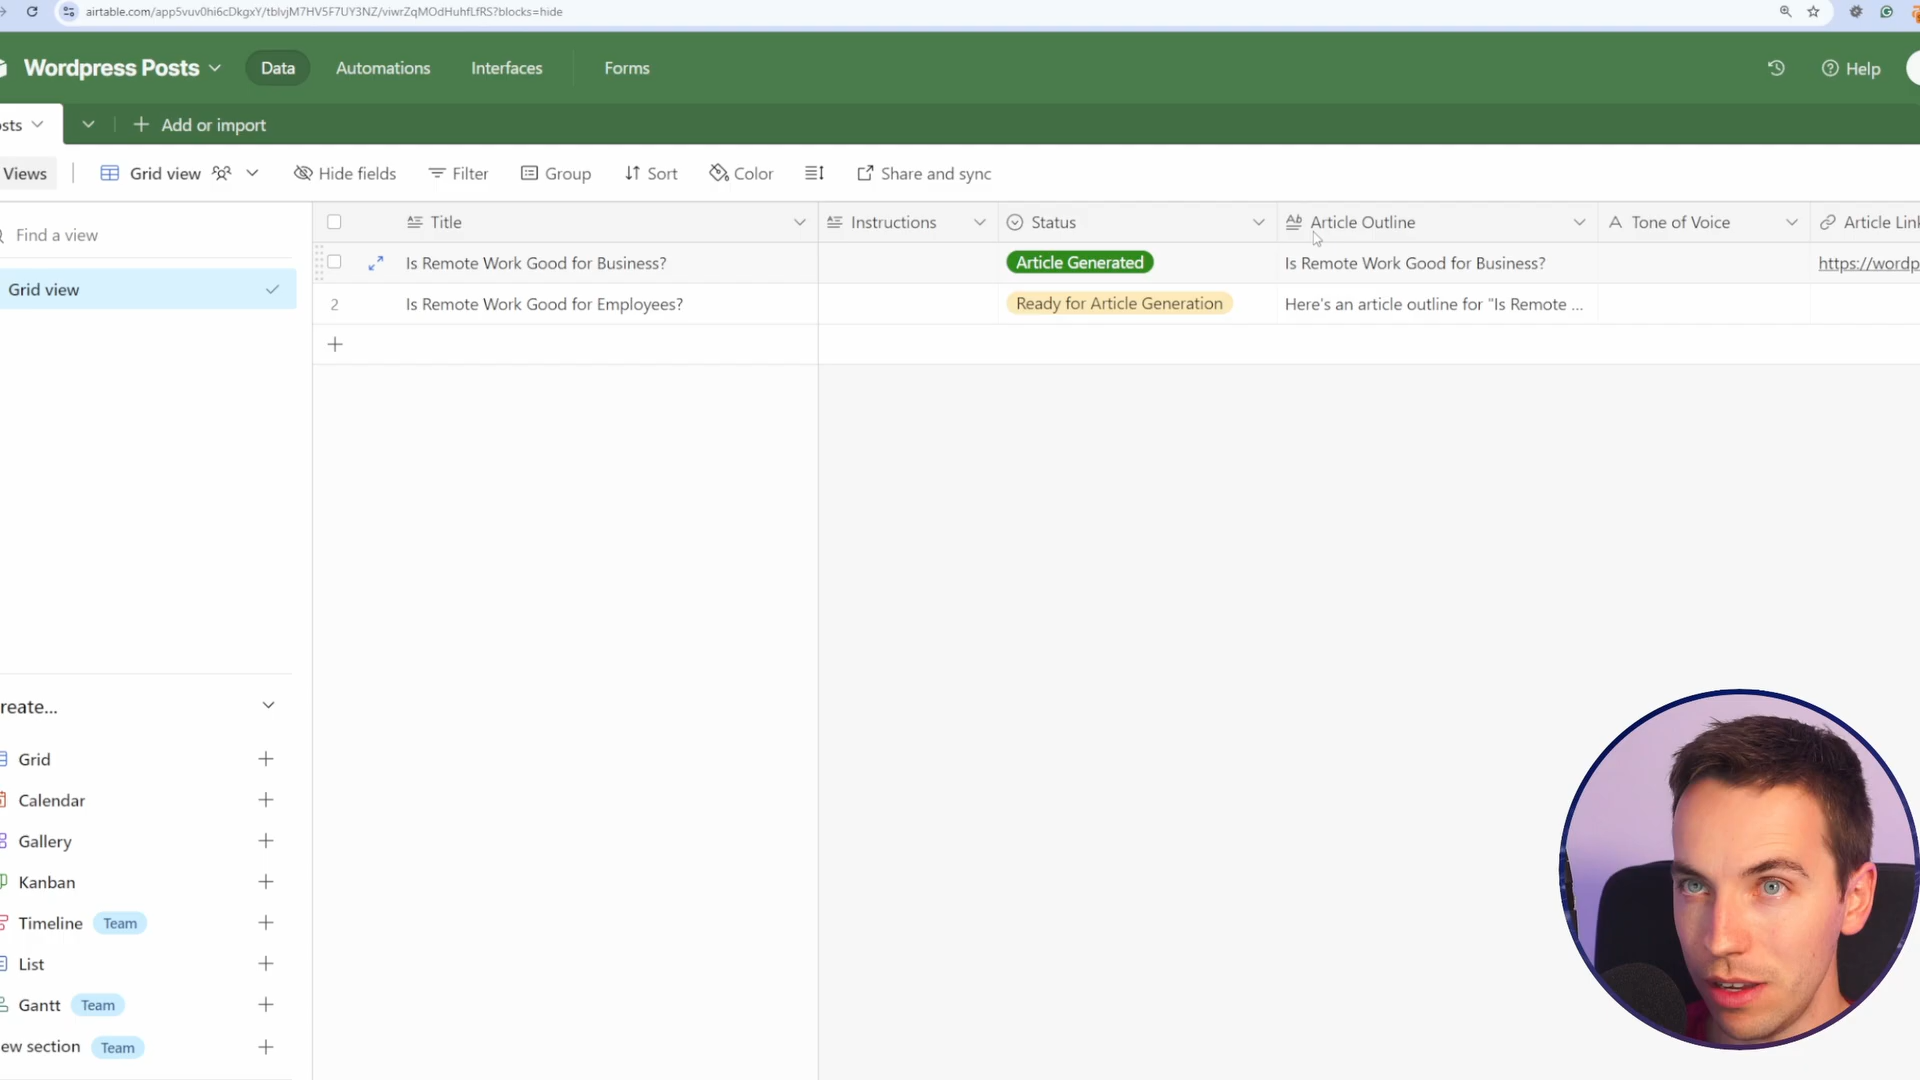 airtable.com/app5vuv0hi6cDkgxY/tblvjM7HV5F7UY3NZ/viwrZqMOdHuhfLfRS?blocks=hide
Wordpress Posts Data Automations Interfaces Forms Help
osts Add or import
Views Grid view Hide fields Filter Group Sort Color Share and sync
Find a view
Grid view
Title Instructions Status Article Outline Tone of Voice Article Link
Is Remote Work Good for Business? Article Generated Is Remote Work Good for Business? https://wordp
2 Is Remote Work Good for Employees? Ready for Article Generation Here's an article outline for "Is Remote ...
reate...
Grid
Calendar
Gallery
Kanban
Timeline Team
List
Gantt Team
ew section Team